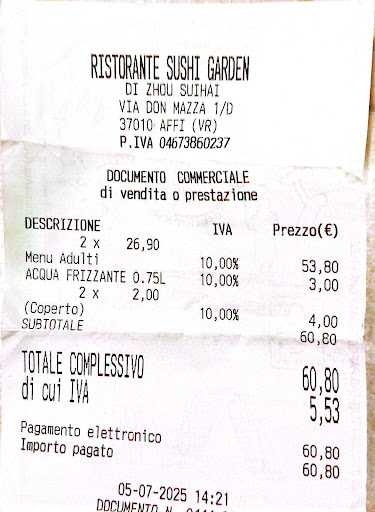 RISTORANTE SUSHI GARDEN
DI ZHOU SUIHAI
VIA DON MAZZA 1/D
37010 AFFI (VR)
P.IVA 04673860237
DOCUMENTO COMMERCIALE
di vendita o prestazione
DESCRIZIONE IVA Prezzo(€)
2 x 26,90
Menu Adulti 10,00% 53,80
ACQUA FRIZZANTE 0.75L 10,00% 3,00
2 x 2,00
(Coperto) 10,00% 4,00
SUBTOTALE 60,80
TOTALE COMPLESSIVO 60,80
di cui IVA 5,53
Pagamento elettronico 60,80
Importo pagato 60,80
05-07-2025 14:21
DOCUMENTO N.